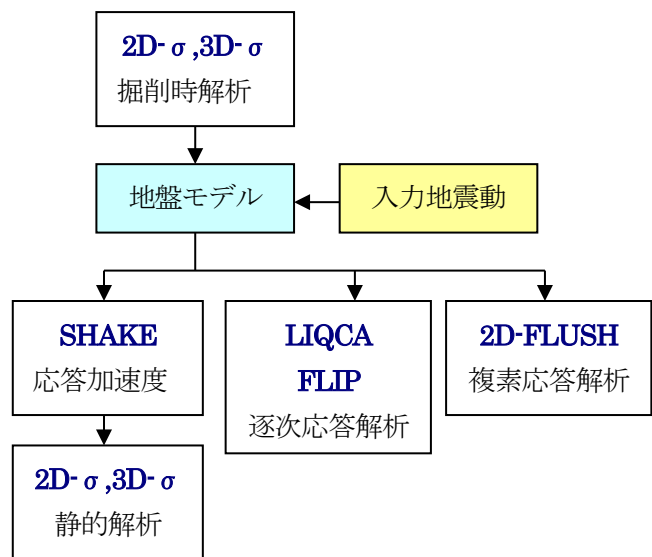 2D-σ,3D-σ
掘削時解析
地盤モデル
入力地震動
SHAKE
応答加速度
LIQCA
FLIP
逐次応答解析
2D-FLUSH
複素応答解析
2D-σ,3D-σ
静的解析